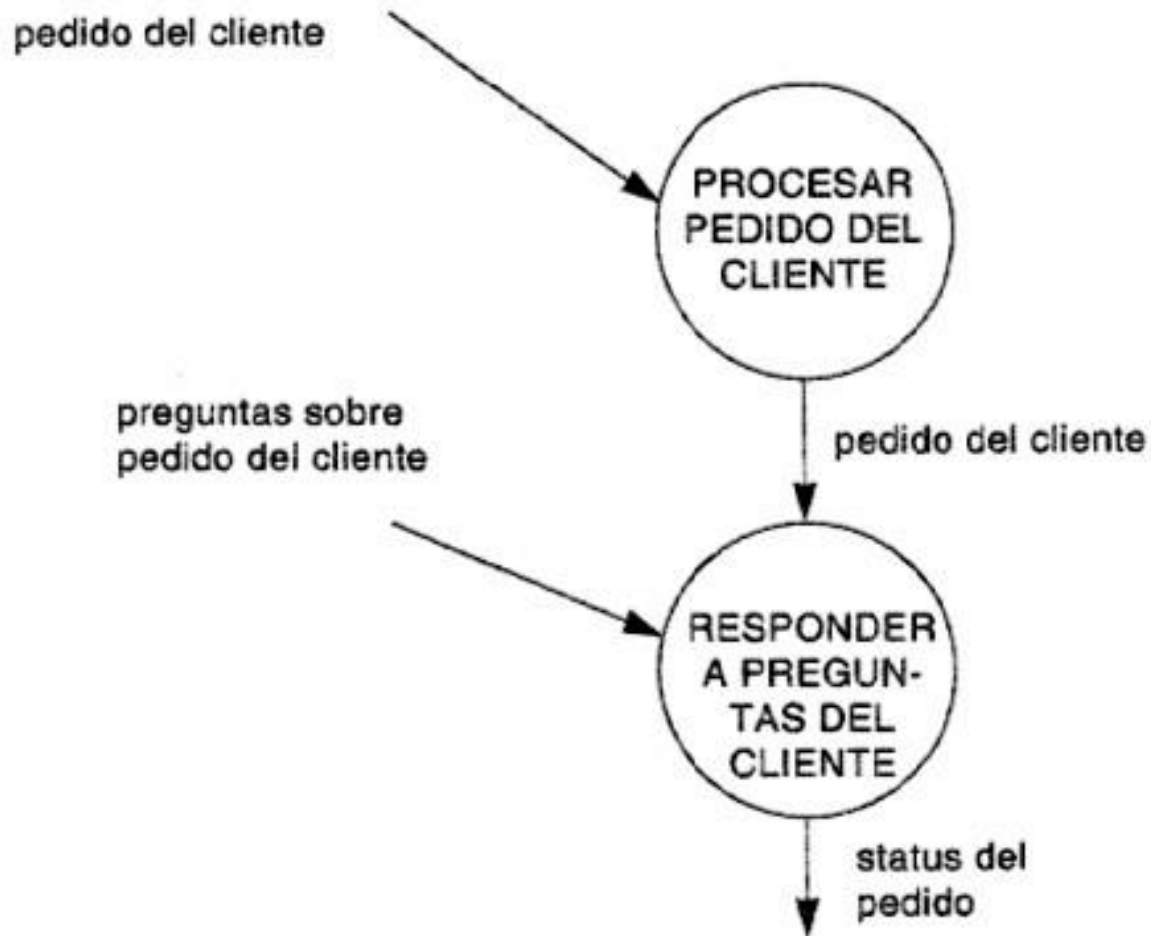 pedido del cliente
PROCESAR
PEDIDO DEL
CLIENTE
preguntas sobre
pedido del cliente
pedido del cliente
RESPONDER
A PREGUN-
TAS DEL
CLIENTE
status del
pedido